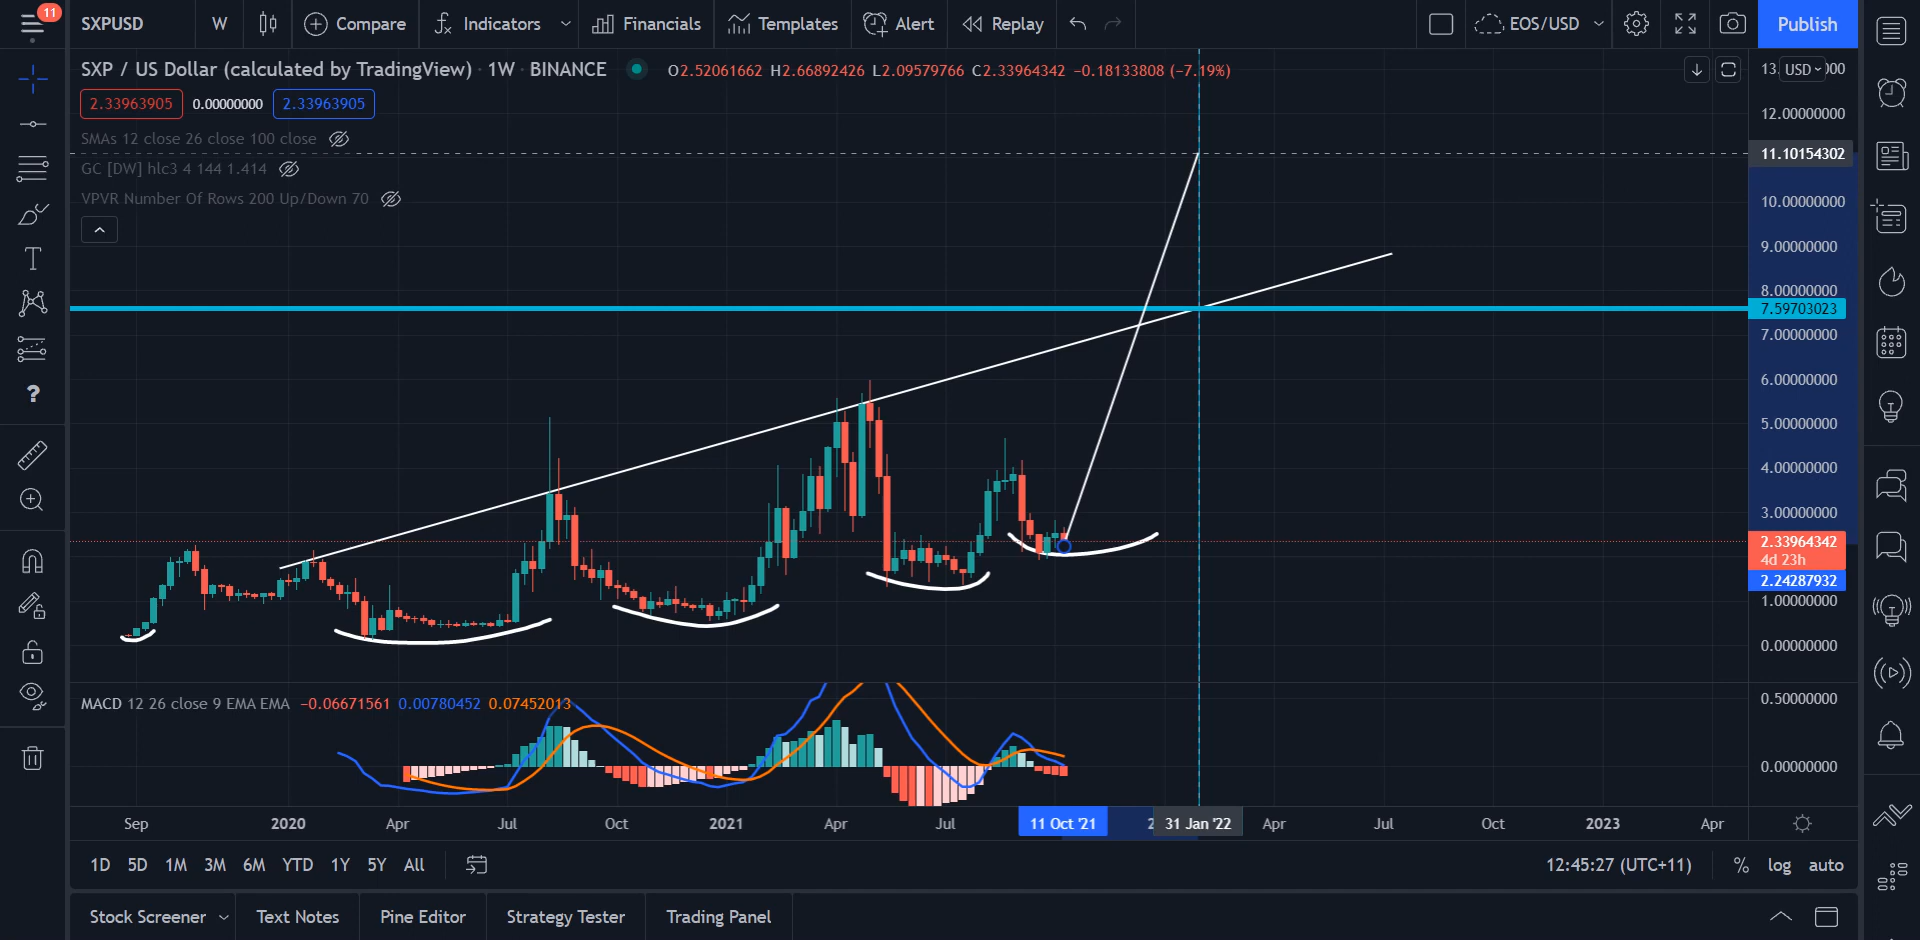 11
SXPUSD W Compare Indicators Financials Templates Alert Replay EOS/USD Publish
SXP / US Dollar (calculated by TradingView) · 1W · BINANCE O2.52061662 H2.66892426 L2.09579766 C2.33964342 −0.18133808 (−7.19%)
2.33963905 0.00000000 2.33963905
SMAs 12 close 26 close 100 close
GC [DW] hlc3 4 144 1.414
VPVR Number Of Rows 200 Up/Down 70
USD
12.00000000
11.10154302
10.00000000
9.00000000
8.00000000
7.59703023
7.00000000
6.00000000
5.00000000
4.00000000
3.00000000
2.33964342
4d 23h
2.24287932
1.00000000
0.00000000
MACD 12 26 close 9 EMA EMA −0.06671561 0.00780452 0.07452013
0.50000000
0.00000000
Sep 2020 Apr Jul Oct 2021 Apr Jul 11 Oct '21 31 Jan '22 Apr Jul Oct 2023 Apr
1D 5D 1M 3M 6M YTD 1Y 5Y All 12:45:27 (UTC+11) % log auto
Stock Screener Text Notes Pine Editor Strategy Tester Trading Panel